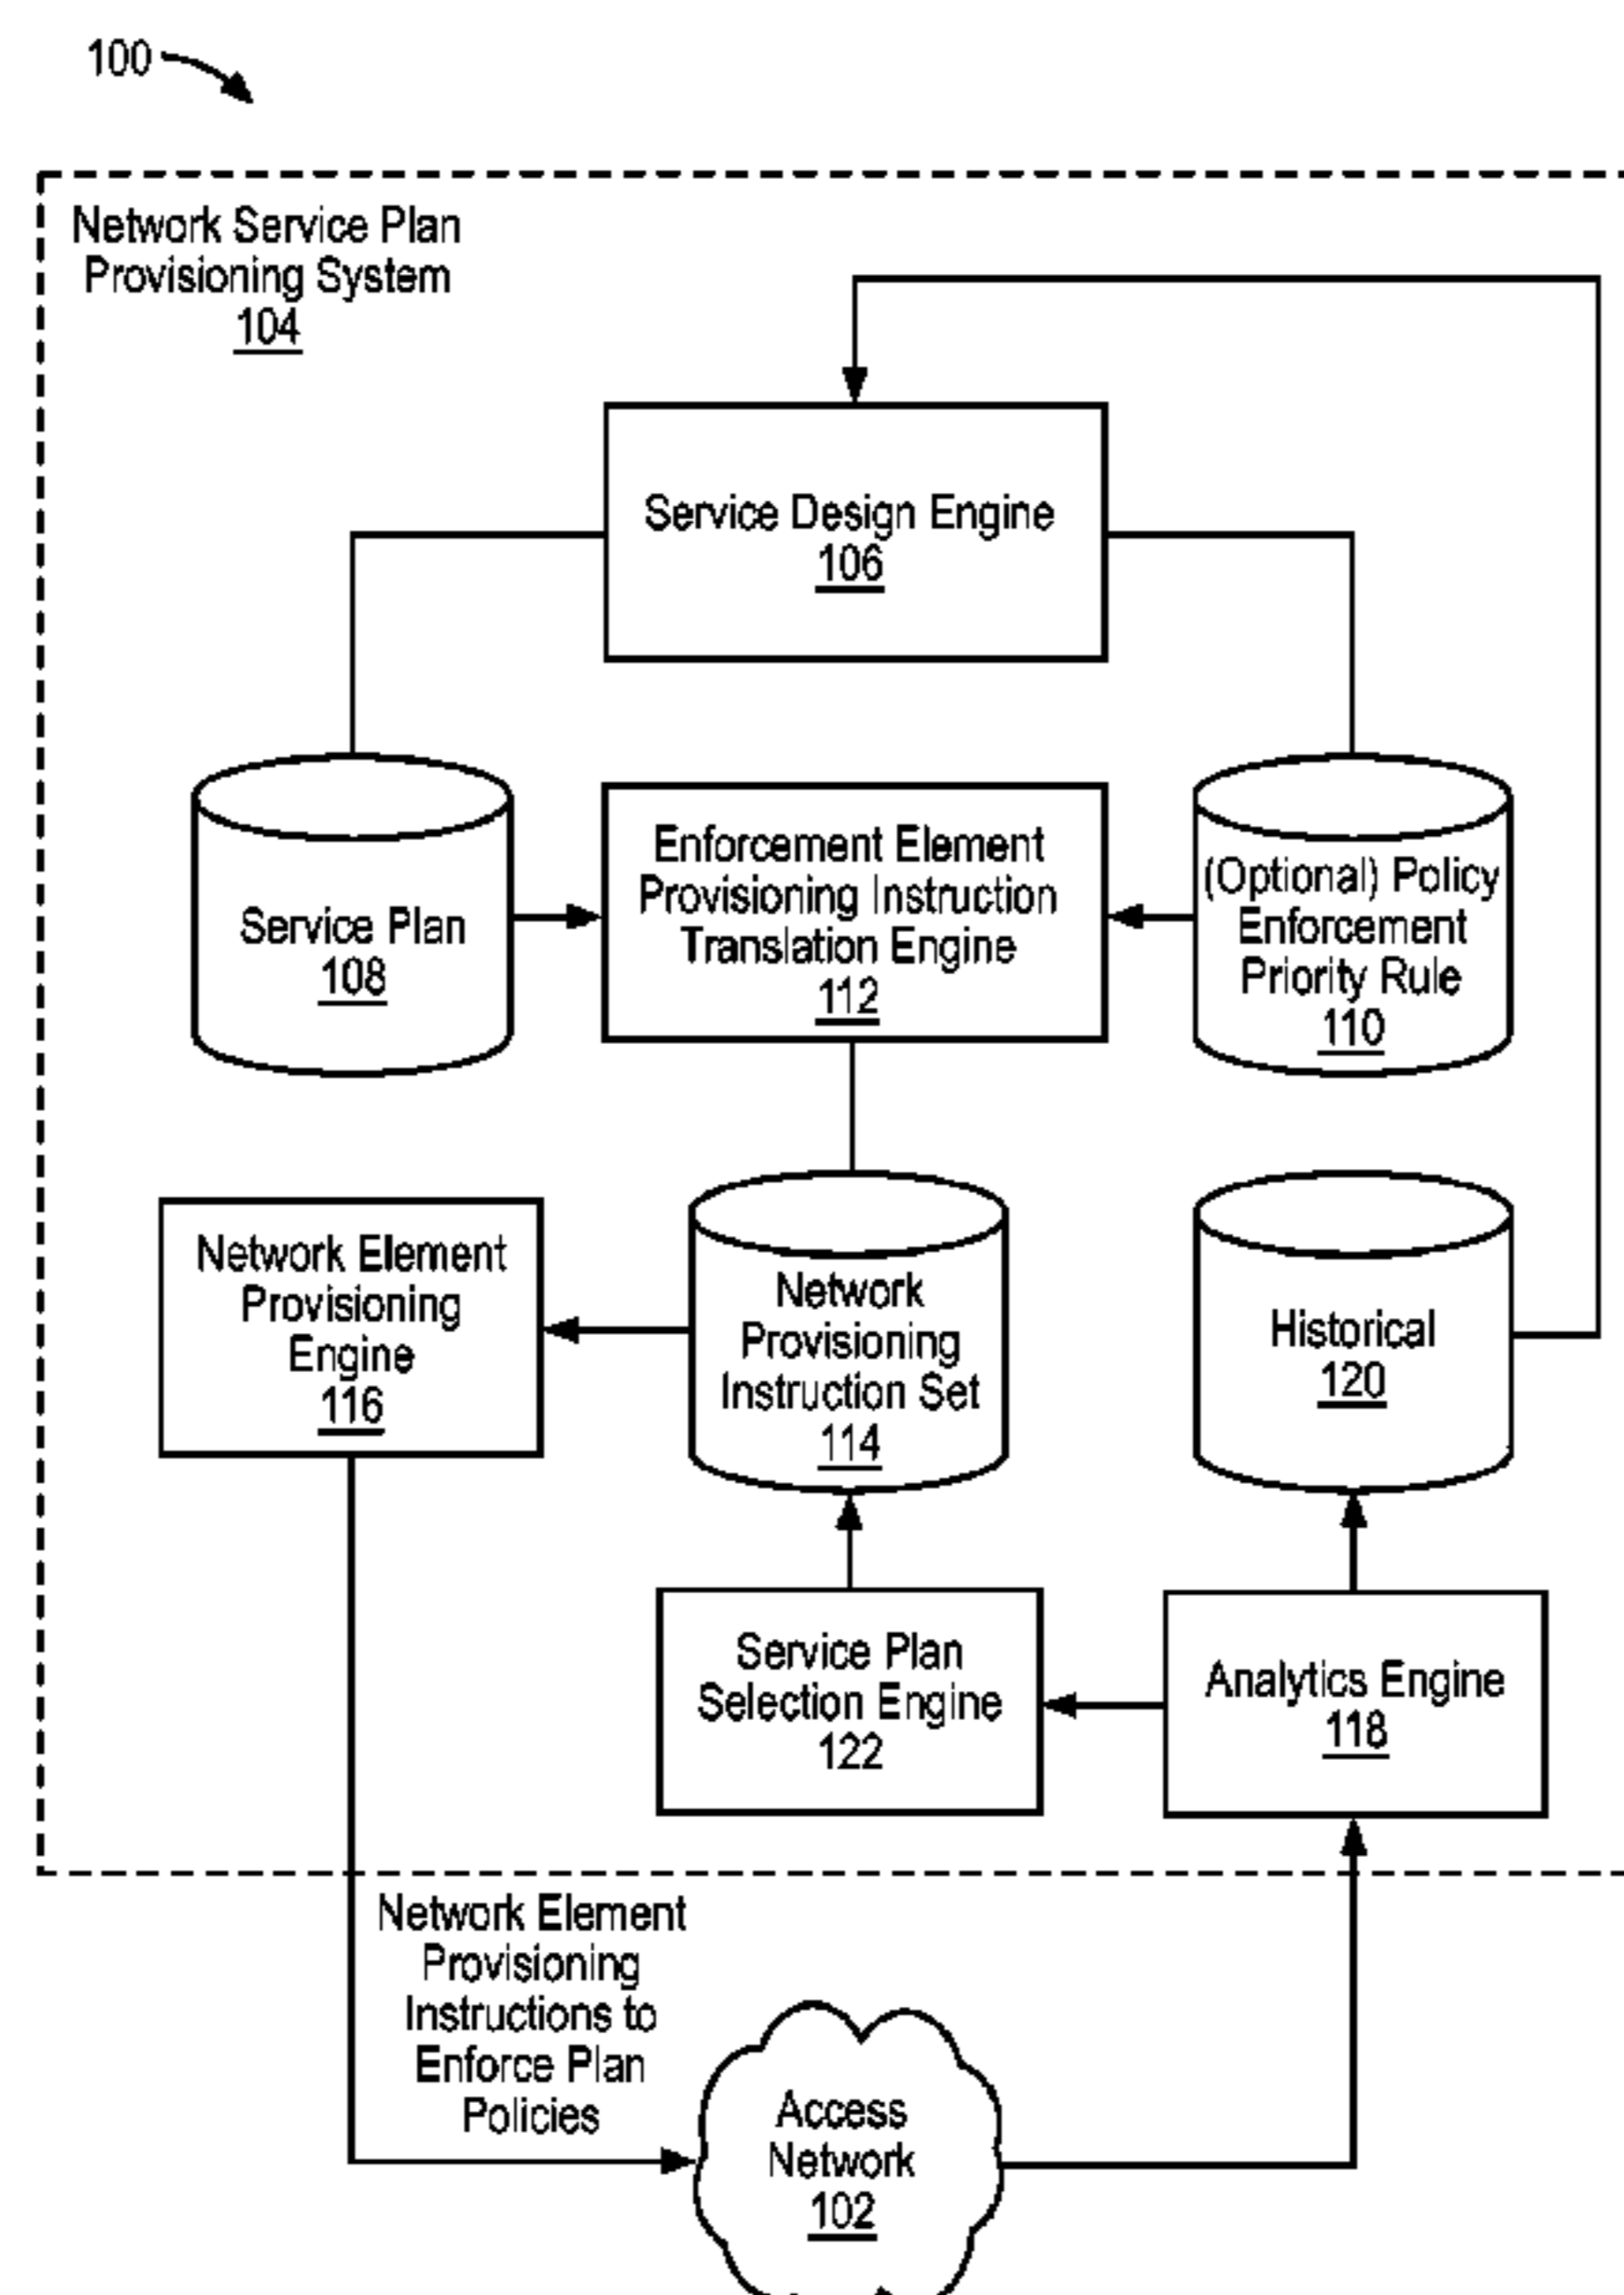 100
Network Service Plan
Provisioning System
104
Service Design Engine
106
Service Plan
108
Enforcement Element
Provisioning Instruction
Translation Engine
112
(Optional) Policy
Enforcement
Priority Rule
110
Network Element
Provisioning
Engine
116
Network
Provisioning
Instruction Set
114
Historical
120
Service Plan
Selection Engine
122
Analytics Engine
118
Network Element
Provisioning
Instructions to
Enforce Plan
Policies
Access
Network
102